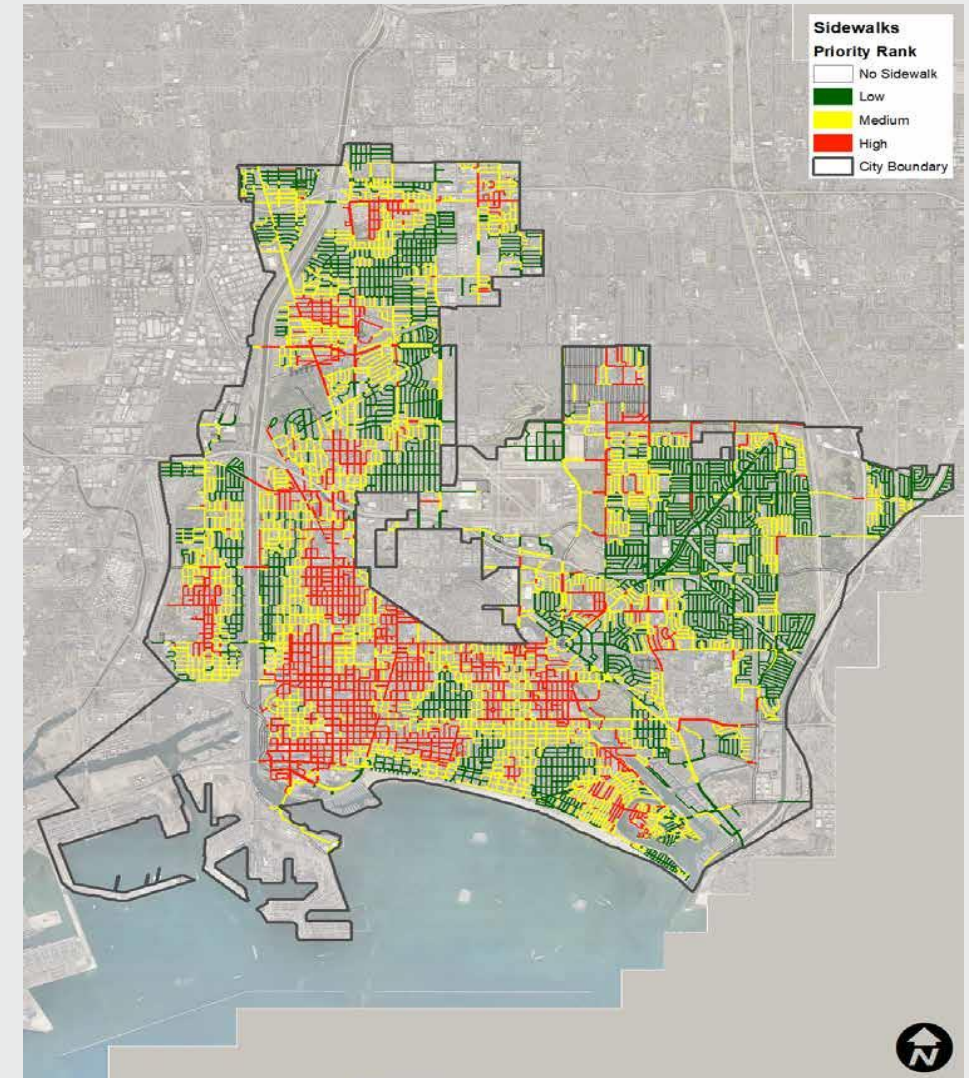 Sidewalks
Priority Rank
No Sidewalk
Low
Medium
High
City Boundary
N